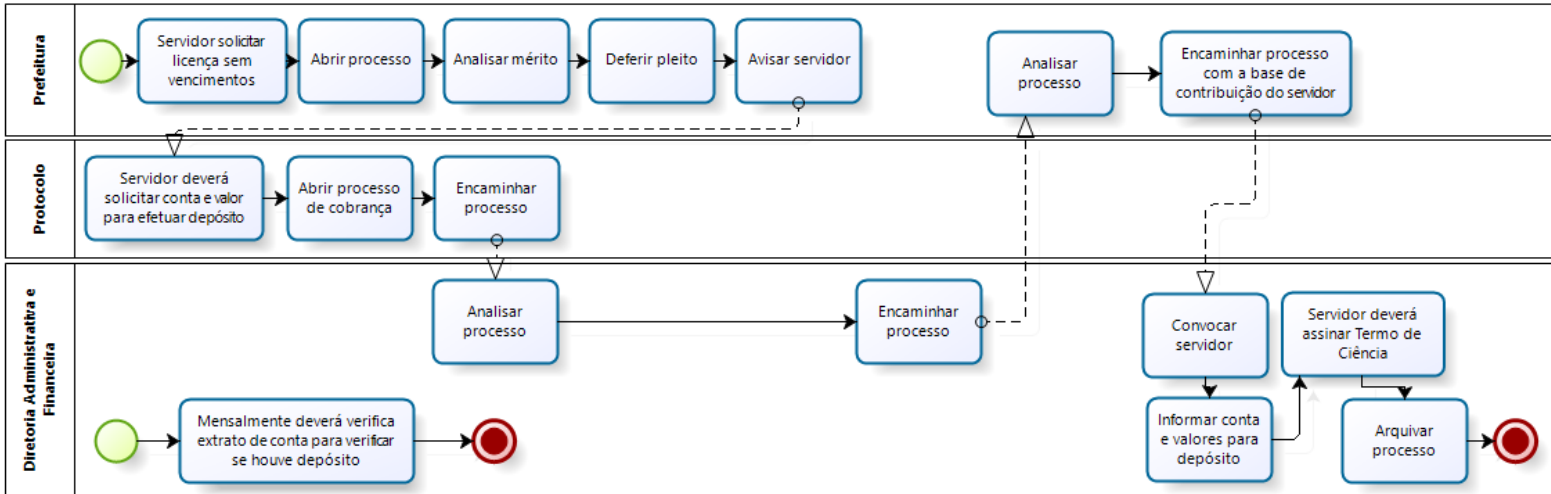 Prefeitura
Servidor solicitar
licença sem
vencimentos
Abrir processo
Analisar mérito
Deferir pleito
Avisar servidor
Analisar
processo
Encaminhar processo
com a base de
contribuição do servidor
Protocolo
Servidor deverá
solicitar conta e valor
para efetuar depósito
Abrir processo
de cobrança
Encaminhar
processo
Diretoria Administrativa e
Financeira
Analisar
processo
Encaminhar
processo
Convocar
servidor
Servidor deverá
assinar Termo de
Ciência
Mensalmente deverá verifica
extrato de conta para verificar
se houve depósito
Informar conta
e valores para
depósito
Arquivar
processo